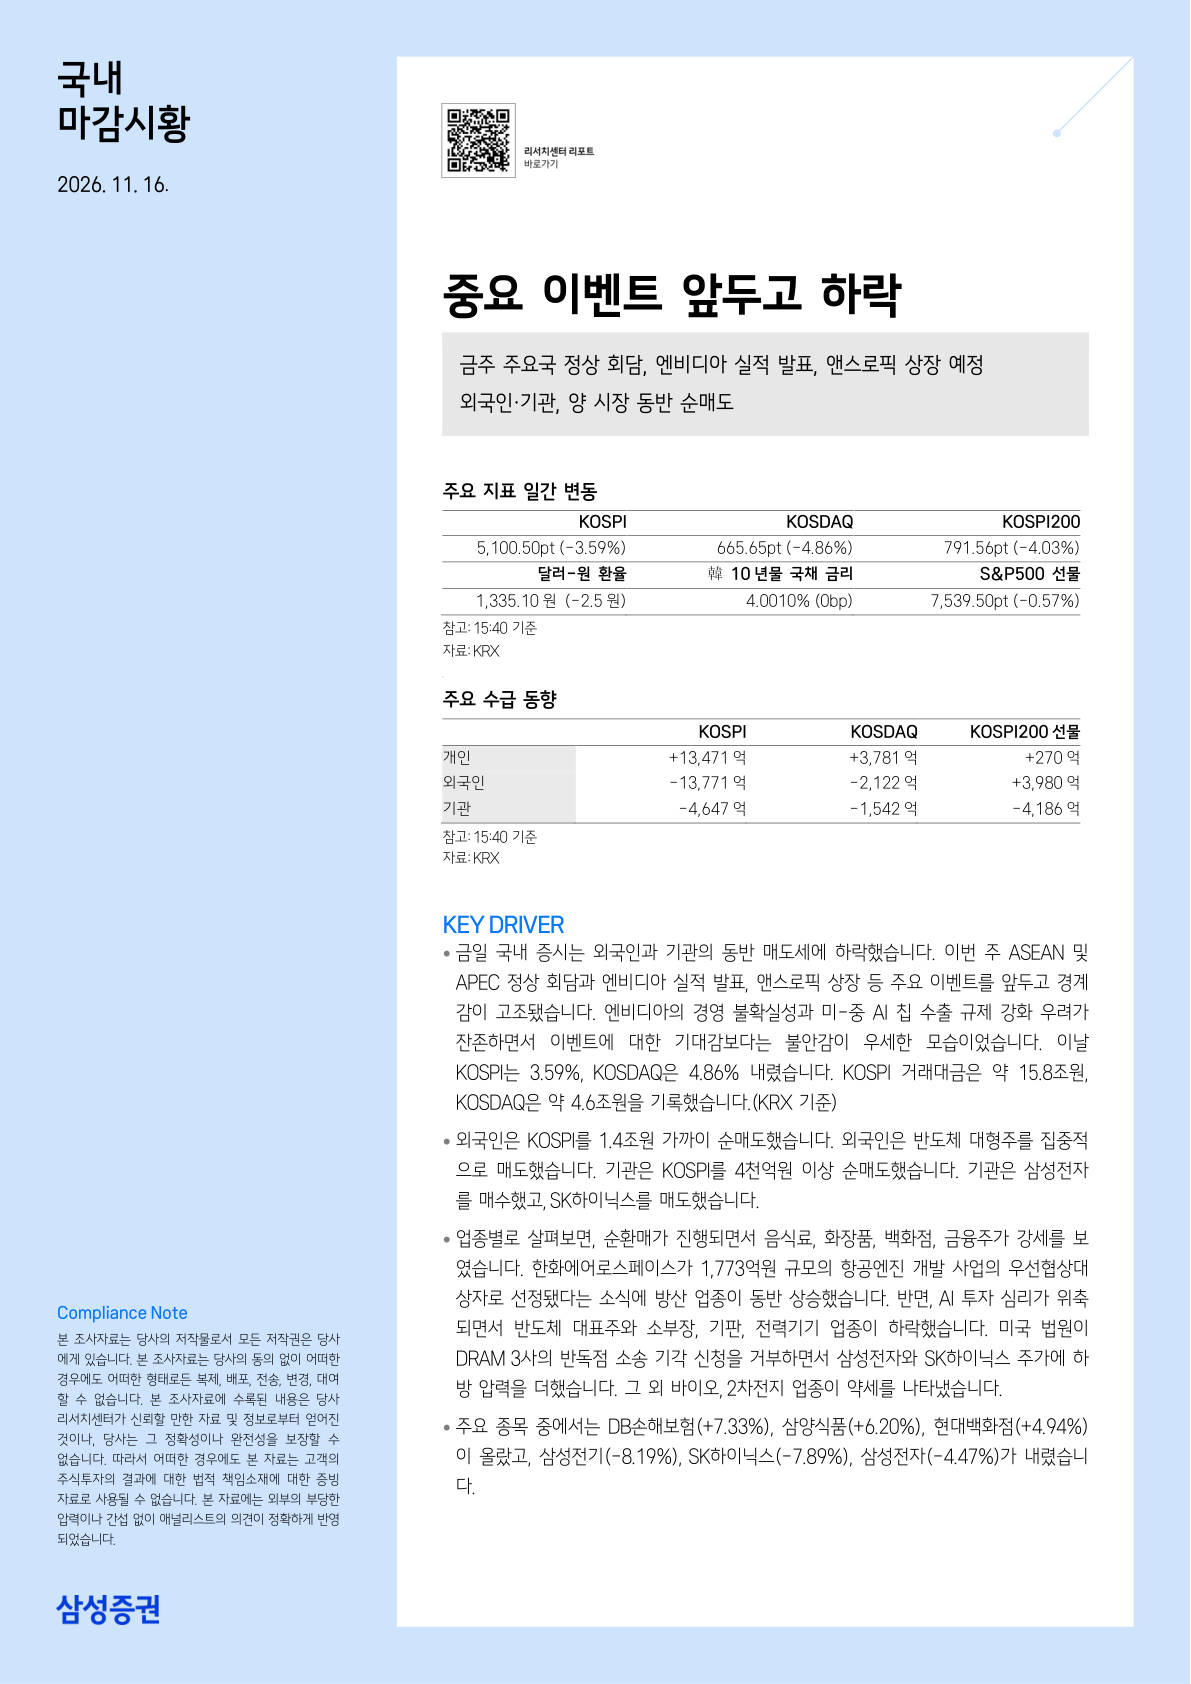 국내
마감시황
2026. 11. 16.
리서치센터 리포트
바로가기
중요 이벤트 앞두고 하락
금주 주요국 정상 회담, 엔비디아 실적 발표, 앤스로픽 상장 예정
외국인·기관, 양 시장 동반 순매도
주요 지표 일간 변동
KOSPI KOSDAQ KOSPI200
5,100.50pt (-3.59%) 665.65pt (-4.86%) 791.56pt (-4.03%)
달러-원 환율 韓 10년물 국채 금리 S&P500 선물
1,335.10원 (-2.5원) 4.0010% (0bp) 7,539.50pt (-0.57%)
참고: 15:40 기준
자료: KRX
주요 수급 동향
KOSPI KOSDAQ KOSPI200 선물
개인 +13,471억 +3,781억 +270억
외국인 -13,771억 -2,122억 +3,980억
기관 -4,647억 -1,542억 -4,186억
참고: 15:40 기준
자료: KRX
KEY DRIVER
• 금일 국내 증시는 외국인과 기관의 동반 매도세에 하락했습니다. 이번 주 ASEAN 및
APEC 정상 회담과 엔비디아 실적 발표, 앤스로픽 상장 등 주요 이벤트를 앞두고 경계
감이 고조됐습니다. 엔비디아의 경영 불확실성과 미-중 AI 칩 수출 규제 강화 우려가
잔존하면서 이벤트에 대한 기대감보다는 불안감이 우세한 모습이었습니다. 이날
KOSPI는 3.59%, KOSDAQ은 4.86% 내렸습니다. KOSPI 거래대금은 약 15.8조원,
KOSDAQ은 약 4.6조원을 기록했습니다.(KRX 기준)
• 외국인은 KOSPI를 1.4조원 가까이 순매도했습니다. 외국인은 반도체 대형주를 집중적
으로 매도했습니다. 기관은 KOSPI를 4천억원 이상 순매도했습니다. 기관은 삼성전자
를 매수했고, SK하이닉스를 매도했습니다.
• 업종별로 살펴보면, 순환매가 진행되면서 음식료, 화장품, 백화점, 금융주가 강세를 보
였습니다. 한화에어로스페이스가 1,773억원 규모의 항공엔진 개발 사업의 우선협상대
상자로 선정됐다는 소식에 방산 업종이 동반 상승했습니다. 반면, AI 투자 심리가 위축
되면서 반도체 대표주와 소부장, 기판, 전력기기 업종이 하락했습니다. 미국 법원이
DRAM 3사의 반독점 소송 기각 신청을 거부하면서 삼성전자와 SK하이닉스 주가에 하
방 압력을 더했습니다. 그 외 바이오, 2차전지 업종이 약세를 나타냈습니다.
• 주요 종목 중에서는 DB손해보험(+7.33%), 삼양식품(+6.20%), 현대백화점(+4.94%)
이 올랐고, 삼성전기(-8.19%), SK하이닉스(-7.89%), 삼성전자(-4.47%)가 내렸습니
다.
Compliance Note
본 조사자료는 당사의 저작물로서 모든 저작권은 당사
에게 있습니다. 본 조사자료는 당사의 동의 없이 어떠한
경우에도 어떠한 형태로든 복제, 배포, 전송, 변경, 대여
할 수 없습니다. 본 조사자료에 수록된 내용은 당사
리서치센터가 신뢰할 만한 자료 및 정보로부터 얻어진
것이나, 당사는 그 정확성이나 완전성을 보장할 수
없습니다. 따라서 어떠한 경우에도 본 자료는 고객의
주식투자의 결과에 대한 법적 책임소재에 대한 증빙
자료로 사용될 수 없습니다. 본 자료에는 외부의 부당한
압력이나 간섭 없이 애널리스트의 의견이 정확하게 반영
되었습니다.
삼성증권